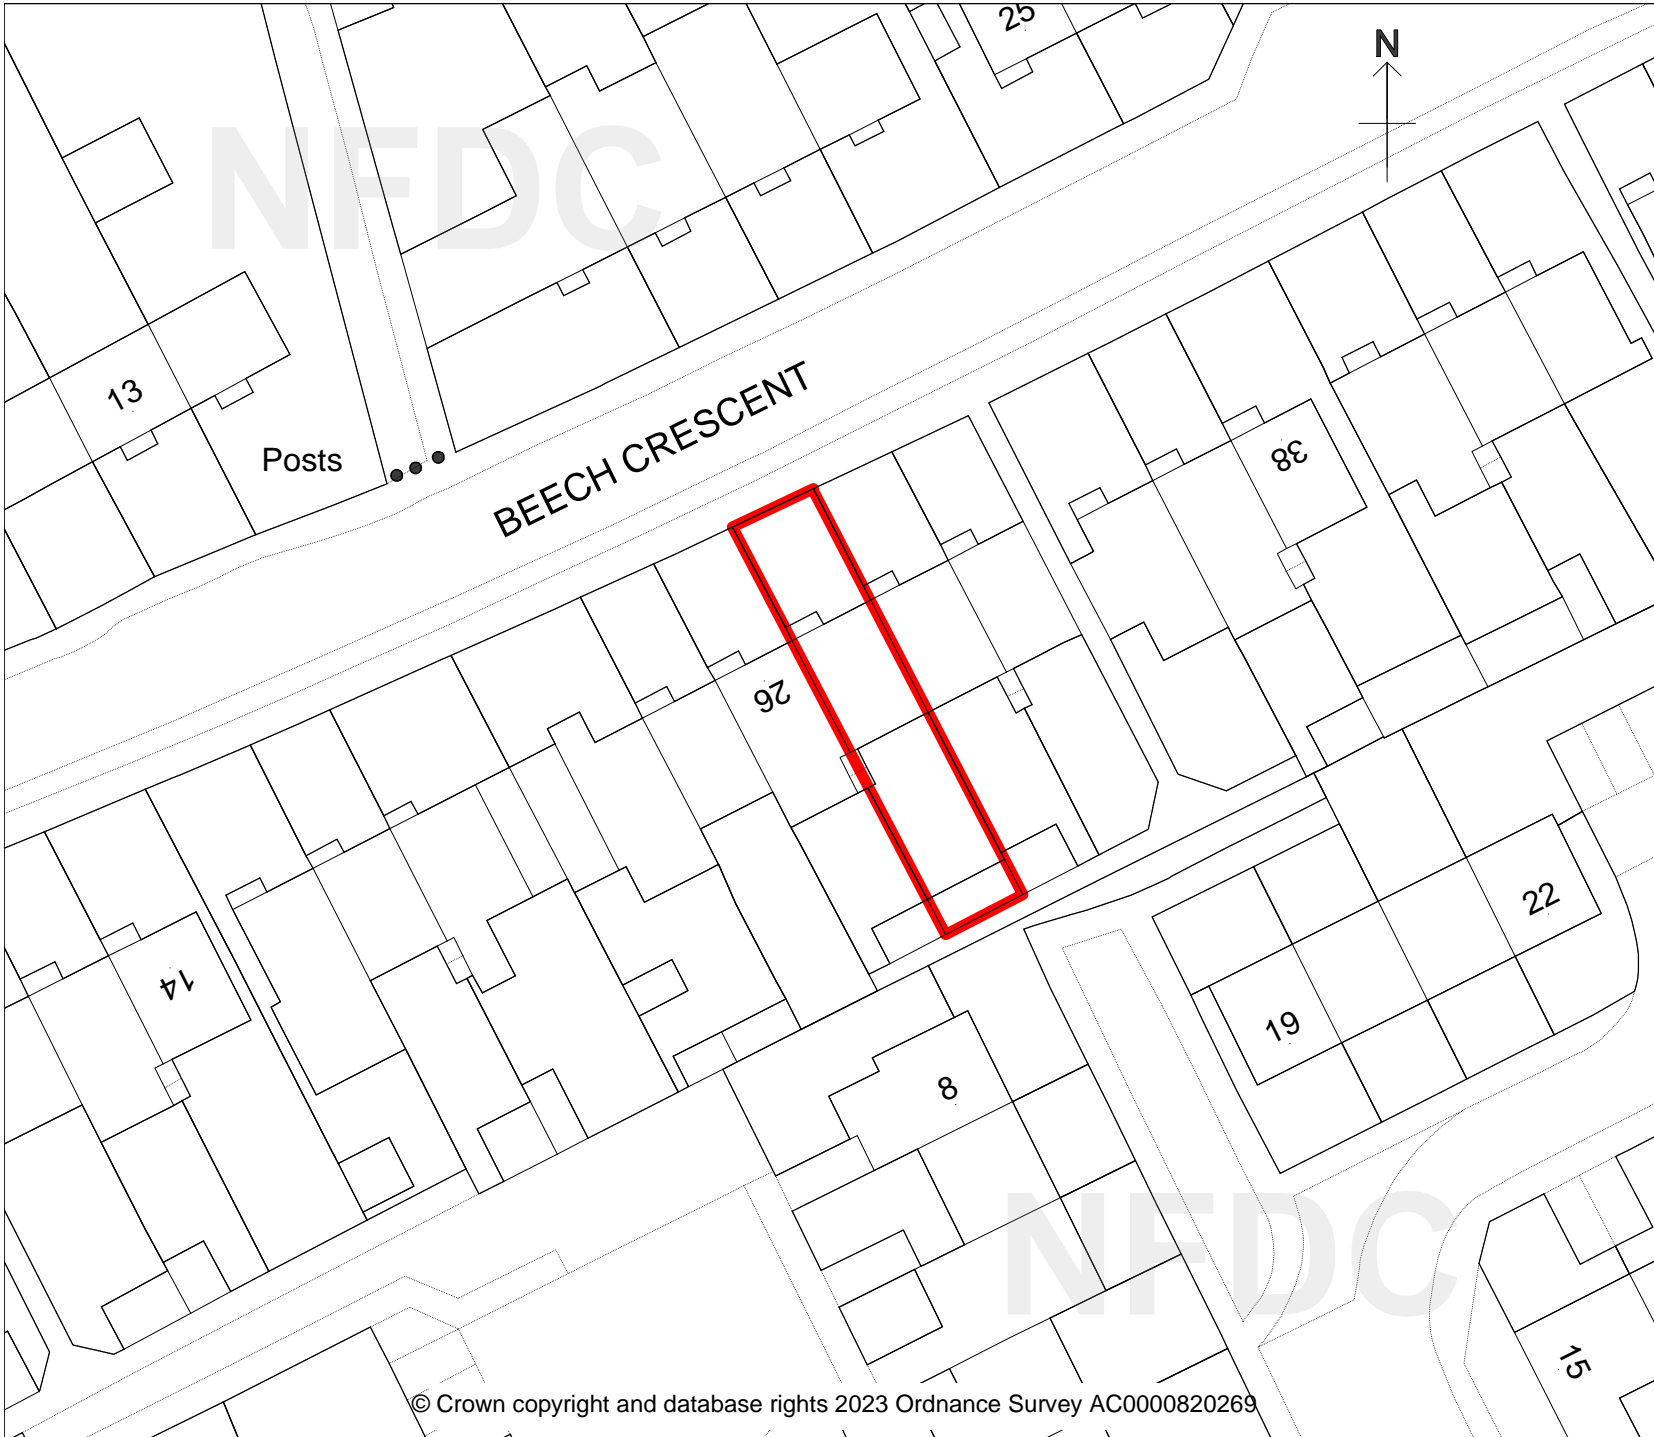 25
N
NFDC
13
Posts
BEECH CRESCENT
38
26
14
22
19
8
NFDC
15
© Crown copyright and database rights 2023 Ordnance Survey AC0000820269